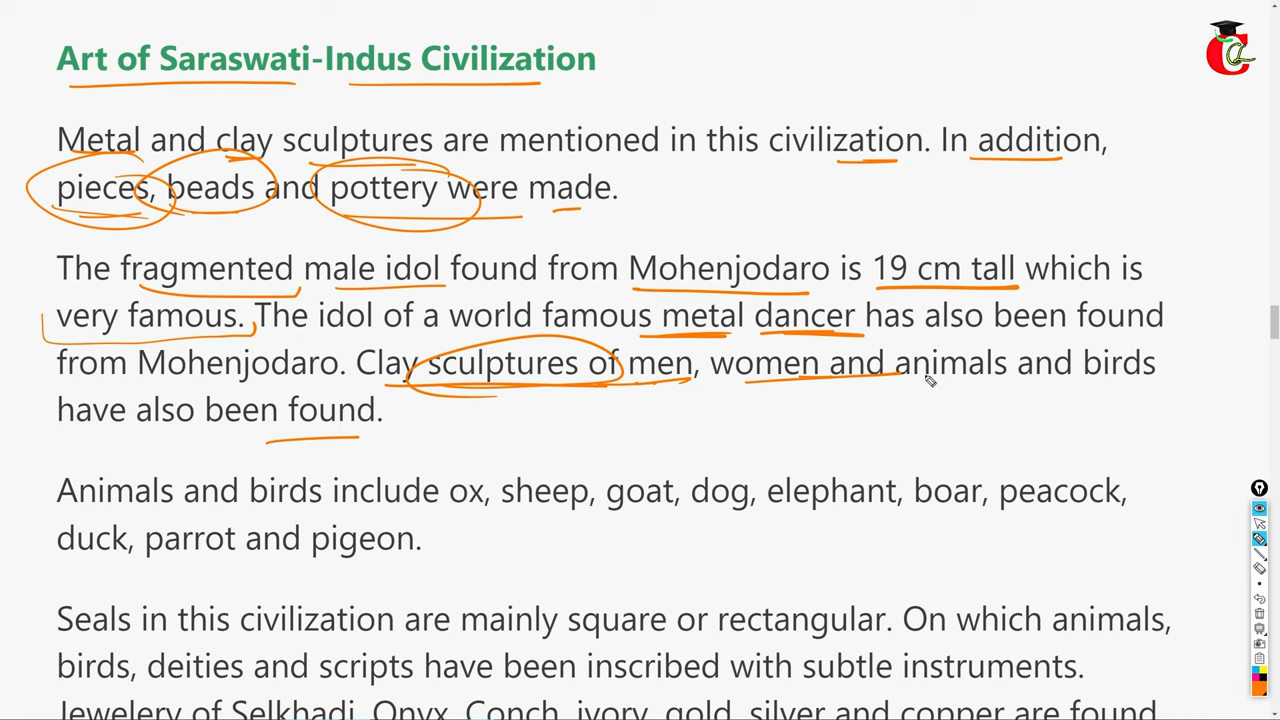 Art of Saraswati-Indus Civilization
Metal and clay sculptures are mentioned in this civilization. In addition,
pieces, beads and pottery were made.
The fragmented male idol found from Mohenjodaro is 19 cm tall which is
very famous. The idol of a world famous metal dancer has also been found
from Mohenjodaro. Clay sculptures of men, women and animals and birds
have also been found.
Animals and birds include ox, sheep, goat, dog, elephant, boar, peacock,
duck, parrot and pigeon.
Seals in this civilization are mainly square or rectangular. On which animals,
birds, deities and scripts have been inscribed with subtle instruments.
Jewelery of Selkhadi, Onyx, Conch, ivory, gold, silver and copper are found